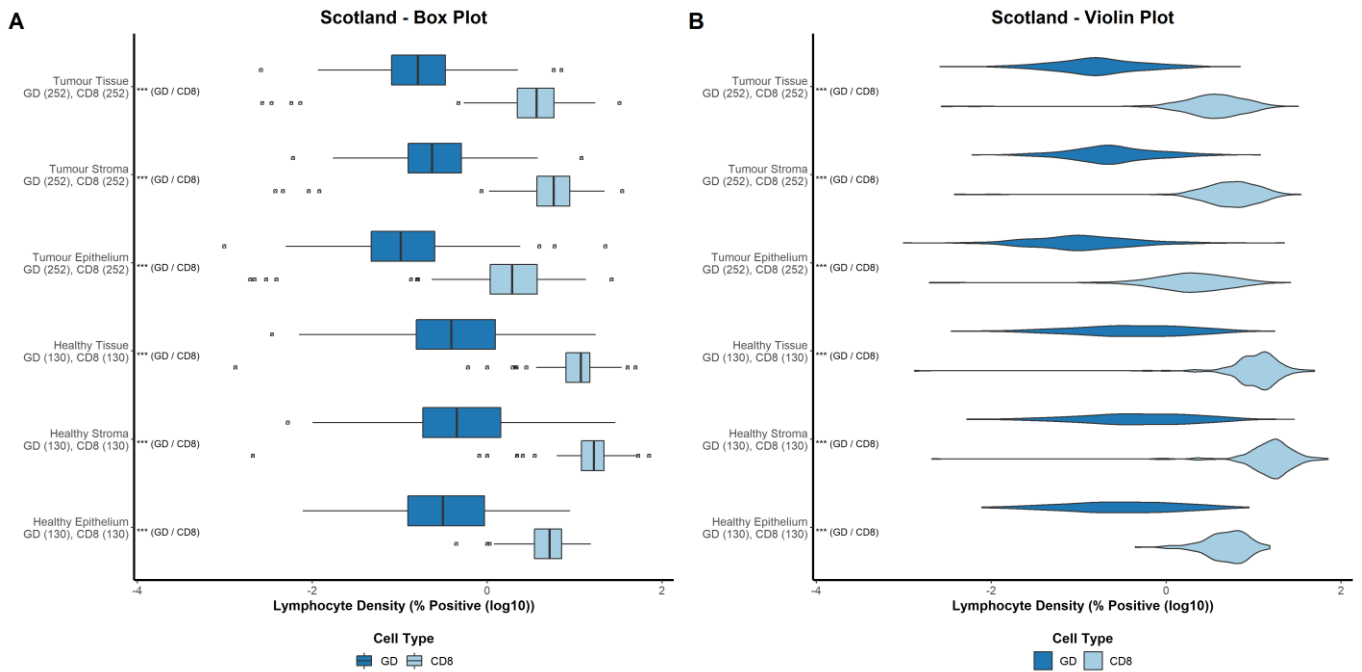 A
Scotland - Box Plot
Tumour Tissue
GD (252), CD8 (252)
*** (GD / CD8)
Tumour Stroma
GD (252), CD8 (252)
*** (GD / CD8)
Tumour Epithelium
GD (252), CD8 (252)
*** (GD / CD8)
Healthy Tissue
GD (130), CD8 (130)
*** (GD / CD8)
Healthy Stroma
GD (130), CD8 (130)
*** (GD / CD8)
Healthy Epithelium
GD (130), CD8 (130)
*** (GD / CD8)
-4 -2 0 2
Lymphocyte Density (% Positive (log10))
Cell Type
GD CD8
B
Scotland - Violin Plot
Tumour Tissue
GD (252), CD8 (252)
*** (GD / CD8)
Tumour Stroma
GD (252), CD8 (252)
*** (GD / CD8)
Tumour Epithelium
GD (252), CD8 (252)
*** (GD / CD8)
Healthy Tissue
GD (130), CD8 (130)
*** (GD / CD8)
Healthy Stroma
GD (130), CD8 (130)
*** (GD / CD8)
Healthy Epithelium
GD (130), CD8 (130)
*** (GD / CD8)
-4 -2 0 2
Lymphocyte Density (% Positive (log10))
Cell Type
GD CD8